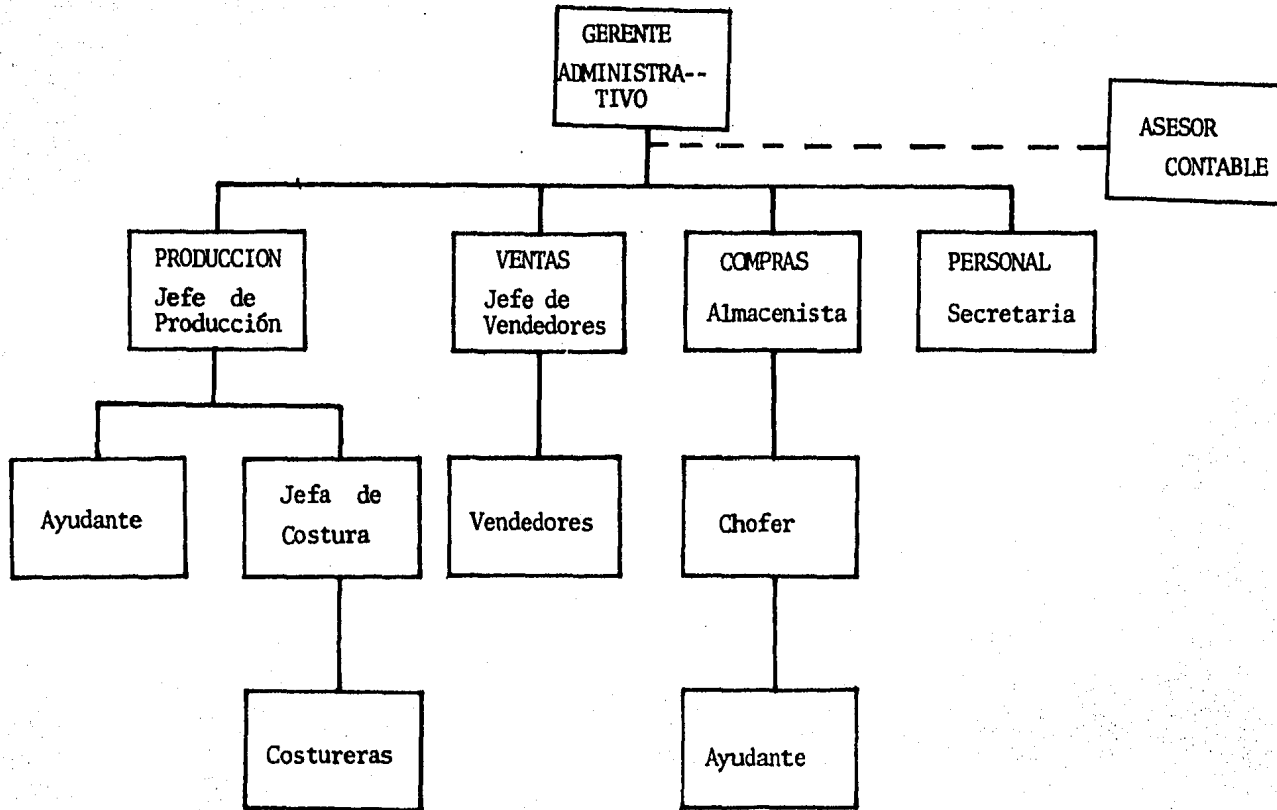 GERENTE
ADMINISTRA--
TIVO
ASESOR
CONTABLE
PRODUCCION
Jefe de
Producción
VENTAS
Jefe de
Vendedores
COMPRAS
Almacenista
PERSONAL
Secretaria
Ayudante
Jefa de
Costura
Vendedores
Chofer
Costureras
Ayudante